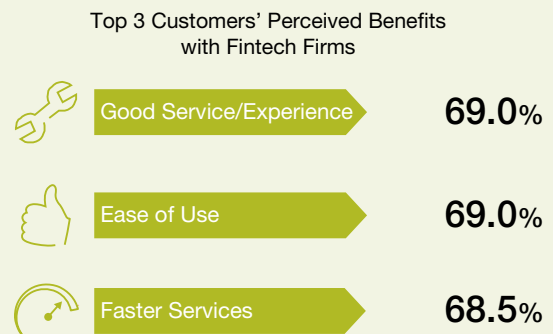 Top 3 Customers’ Perceived Benefits
with Fintech Firms
Good Service/Experience 69.0%
Ease of Use 69.0%
Faster Services 68.5%